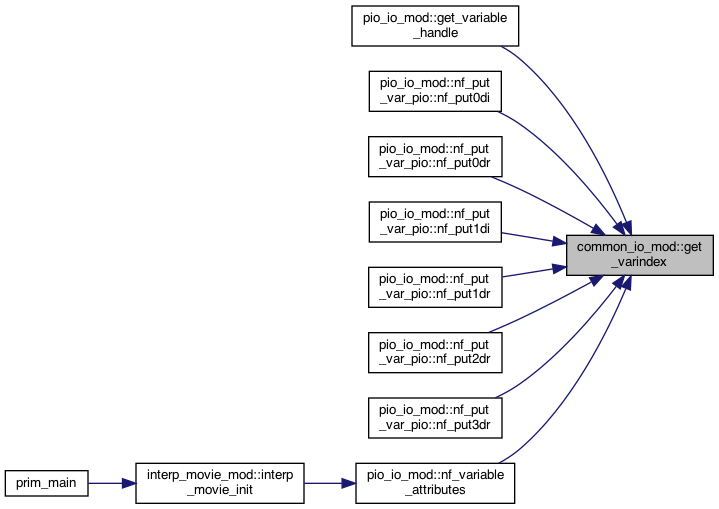 pio_io_mod::get_variable
_handle
pio_io_mod::nf_put
_var_pio::nf_put0di
pio_io_mod::nf_put
_var_pio::nf_put0dr
pio_io_mod::nf_put
_var_pio::nf_put1di
common_io_mod::get
_varindex
pio_io_mod::nf_put
_var_pio::nf_put1dr
pio_io_mod::nf_put
_var_pio::nf_put2dr
pio_io_mod::nf_put
_var_pio::nf_put3dr
prim_main
interp_movie_mod::interp
_movie_init
pio_io_mod::nf_variable
_attributes